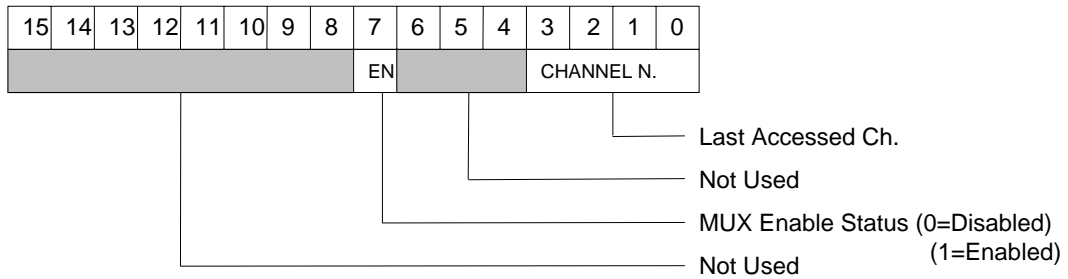 15 14 13 12 11 10 9 8 7 6 5 4 3 2 1 0
EN CHANNEL N.
Last Accessed Ch.
Not Used
MUX Enable Status (0=Disabled)
(1=Enabled)
Not Used